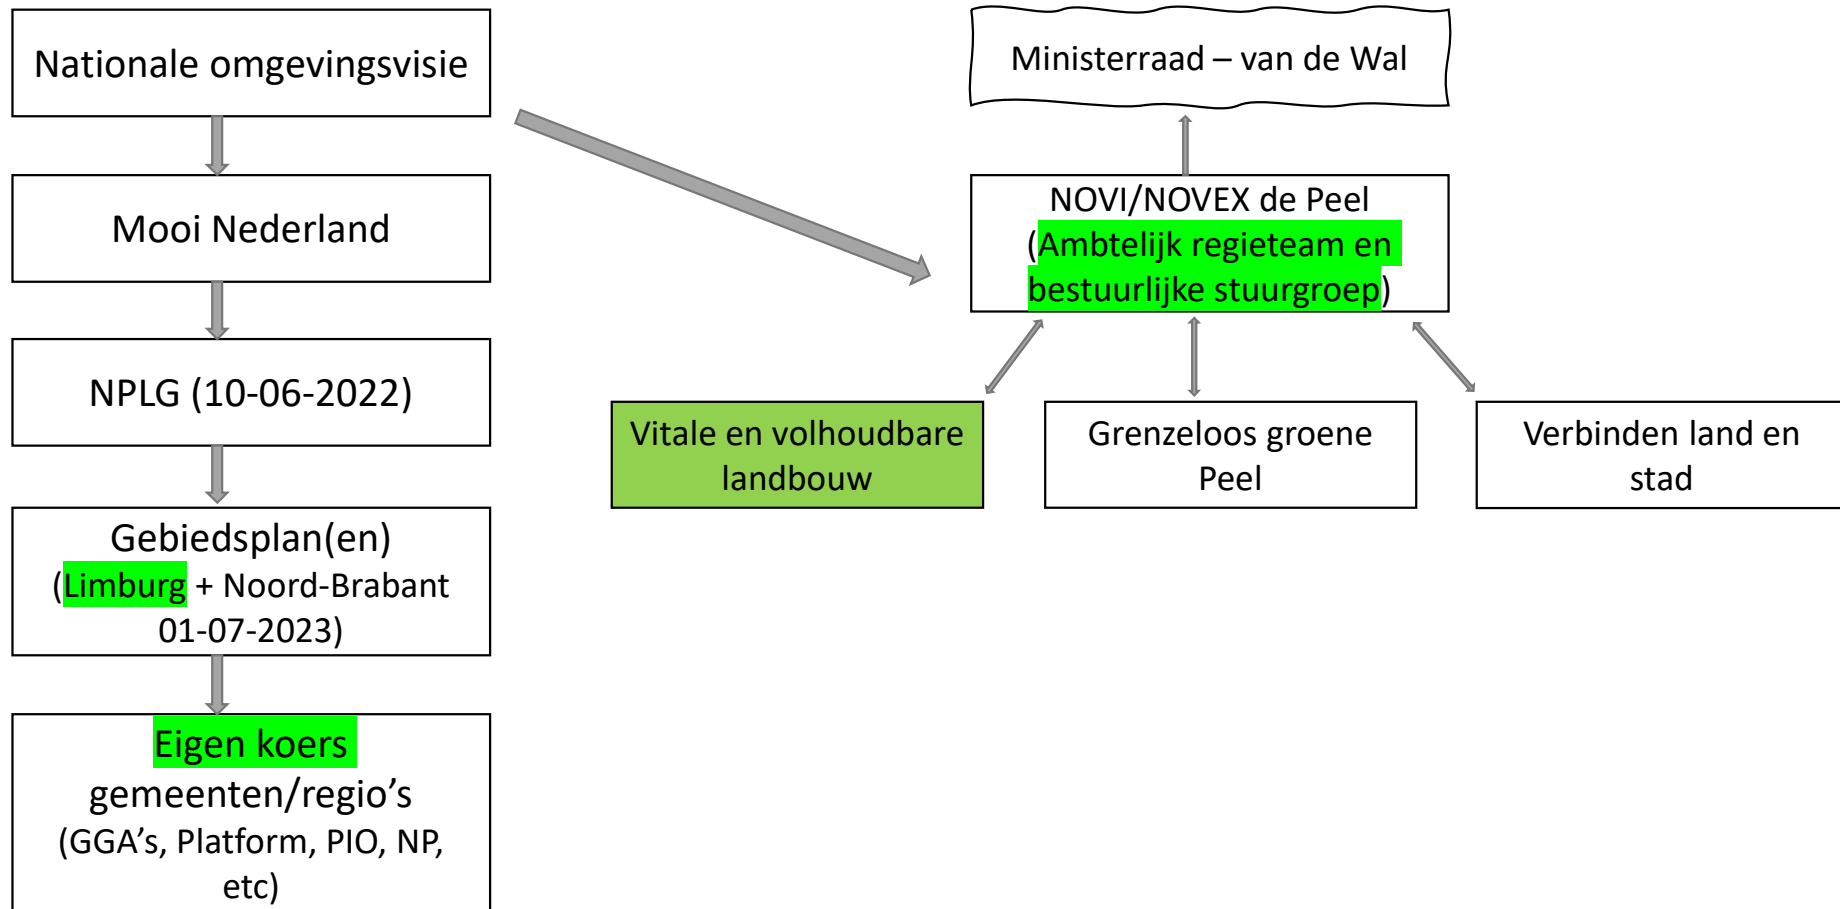 Nationale omgevingsvisie
Mooi Nederland
NPLG (10-06-2022)
Gebiedsplan(en)
(Limburg + Noord-Brabant
01-07-2023)
Eigen koers
gemeenten/regio’s
(GGA’s, Platform, PIO, NP,
etc)
Ministerraad – van de Wal
NOVI/NOVEX de Peel
(Ambtelijk regieteam en
bestuurlijke stuurgroep)
Vitale en volhoudbare
landbouw
Grenzeloos groene
Peel
Verbinden land en
stad